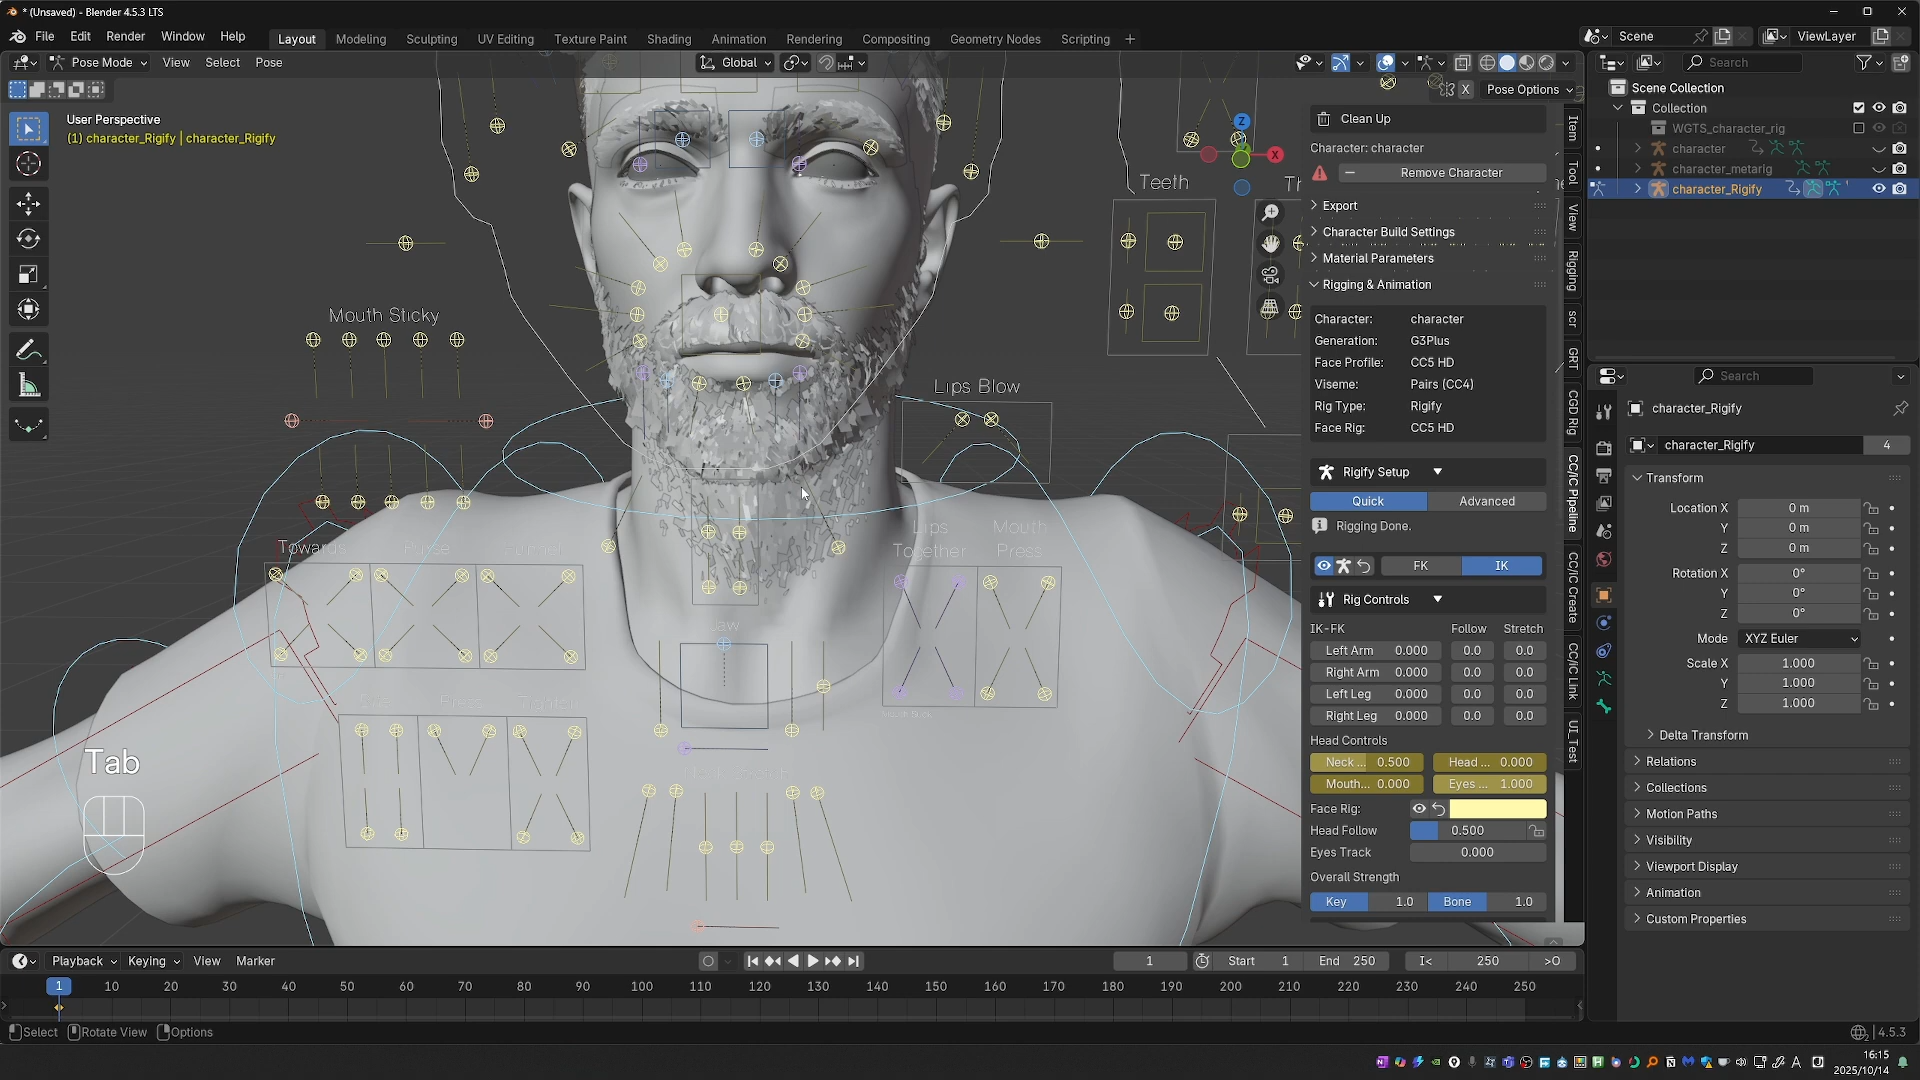 * (Unsaved) - Blender 4.5.3 LTS
File Edit Render Window Help
Layout Modeling Sculpting UV Editing Texture Paint Shading Animation Rendering Compositing Geometry Nodes Scripting +
Scene
ViewLayer
Pose Mode View Select Pose
Global
Search
X Pose Options
User Perspective
(1) character_Rigify | character_Rigify
Z
X
Teeth
Mouth Sticky
Lips Blow
Towards
Lips Together
Mouth Press
Jaw
Press
Tab
Clean Up
Character: character
Remove Character
Export
Character Build Settings
Material Parameters
Rigging & Animation
Character: character
Generation: G3Plus
Face Profile: CC5 HD
Viseme: Pairs (CC4)
Rig Type: Rigify
Face Rig: CC5 HD
Rigify Setup
Quick Advanced
Rigging Done.
FK IK
Rig Controls
IK-FK Follow Stretch
Left Arm 0.000 0.0 0.0
Right Arm 0.000 0.0 0.0
Left Leg 0.000 0.0 0.0
Right Leg 0.000 0.0 0.0
Head Controls
Neck ... 0.500 Head ... 0.000
Mouth... 0.000 Eyes ... 1.000
Face Rig:
Head Follow 0.500
Eyes Track 0.000
Overall Strength
Key 1.0 Bone 1.0
Item
Tool
View
Rigging
scr
GRT
CGD Rig
CC/iC Pipeline
CC/iC Create
CC/iC Link
UI_Test
Scene Collection
Collection
WGTS_character_rig
character
character_metarig
character_Rigify
Search
character_Rigify
character_Rigify 4
Transform
Location X 0 m
Y 0 m
Z 0 m
Rotation X 0°
Y 0°
Z 0°
Mode XYZ Euler
Scale X 1.000
Y 1.000
Z 1.000
Delta Transform
Relations
Collections
Motion Paths
Visibility
Viewport Display
Animation
Custom Properties
Playback Keying View Marker
1 Start 1 End 250 I< 250 >O
1 10 20 30 40 50 60 70 80 90 100 110 120 130 140 150 160 170 180 190 200 210 220 230 240 250
Select Rotate View Options
4.5.3
16:15
2025/10/14